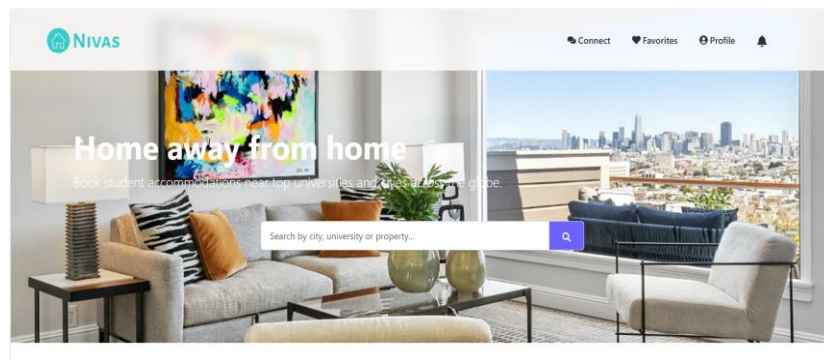 NIVAS
Connect Favorites Profile
Home away from home
Book student accommodations near top universities and cities across the globe.
Search by city, university or property...